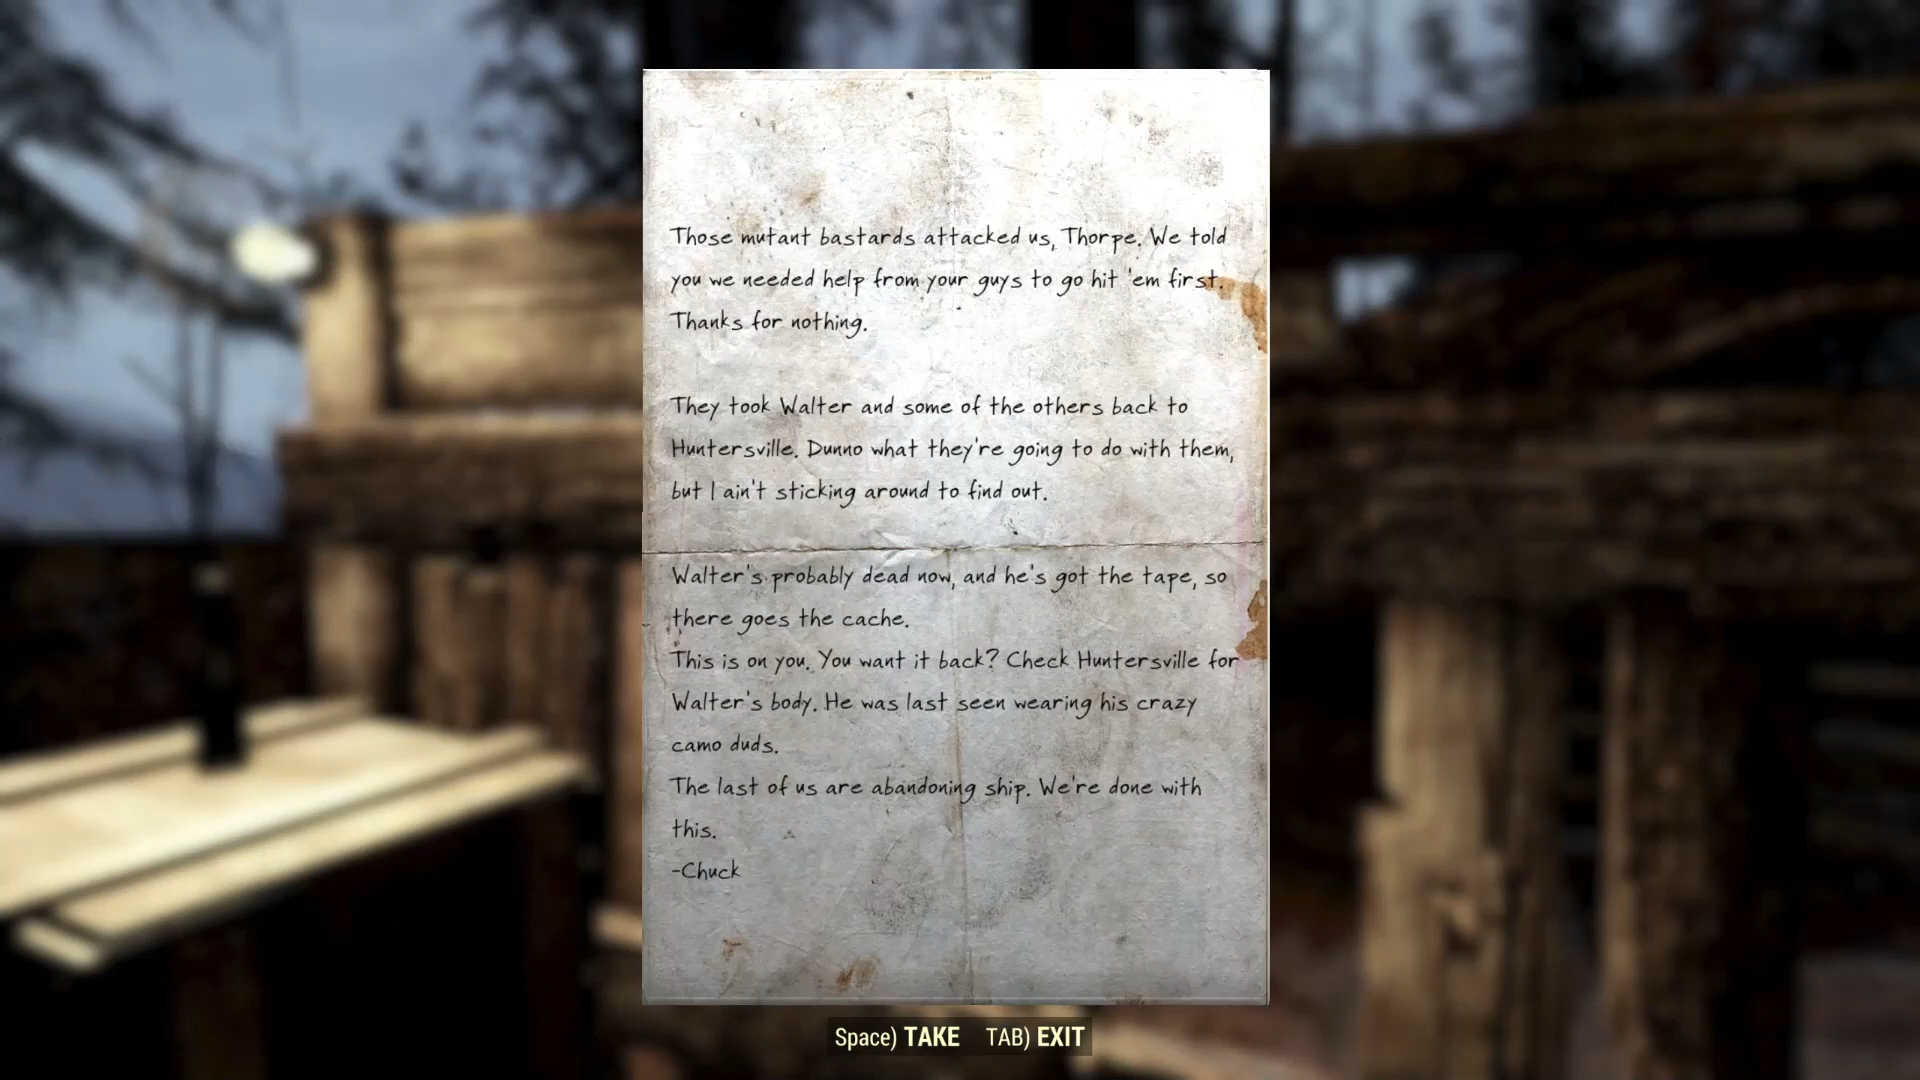 Those mutant bastards attacked us, Thorpe. We told
you we needed help from your guys to go hit 'em first.
Thanks for nothing.
They took Walter and some of the others back to
Huntersville. Dunno what they're going to do with them,
but I ain't sticking around to find out.
Walter's probably dead now, and he's got the tape, so
there goes the cache.
This is on you. You want it back? Check Huntersville for
Walter's body. He was last seen wearing his crazy
camo duds.
The last of us are abandoning ship. We're done with
this.
-Chuck
Space) TAKE TAB) EXIT